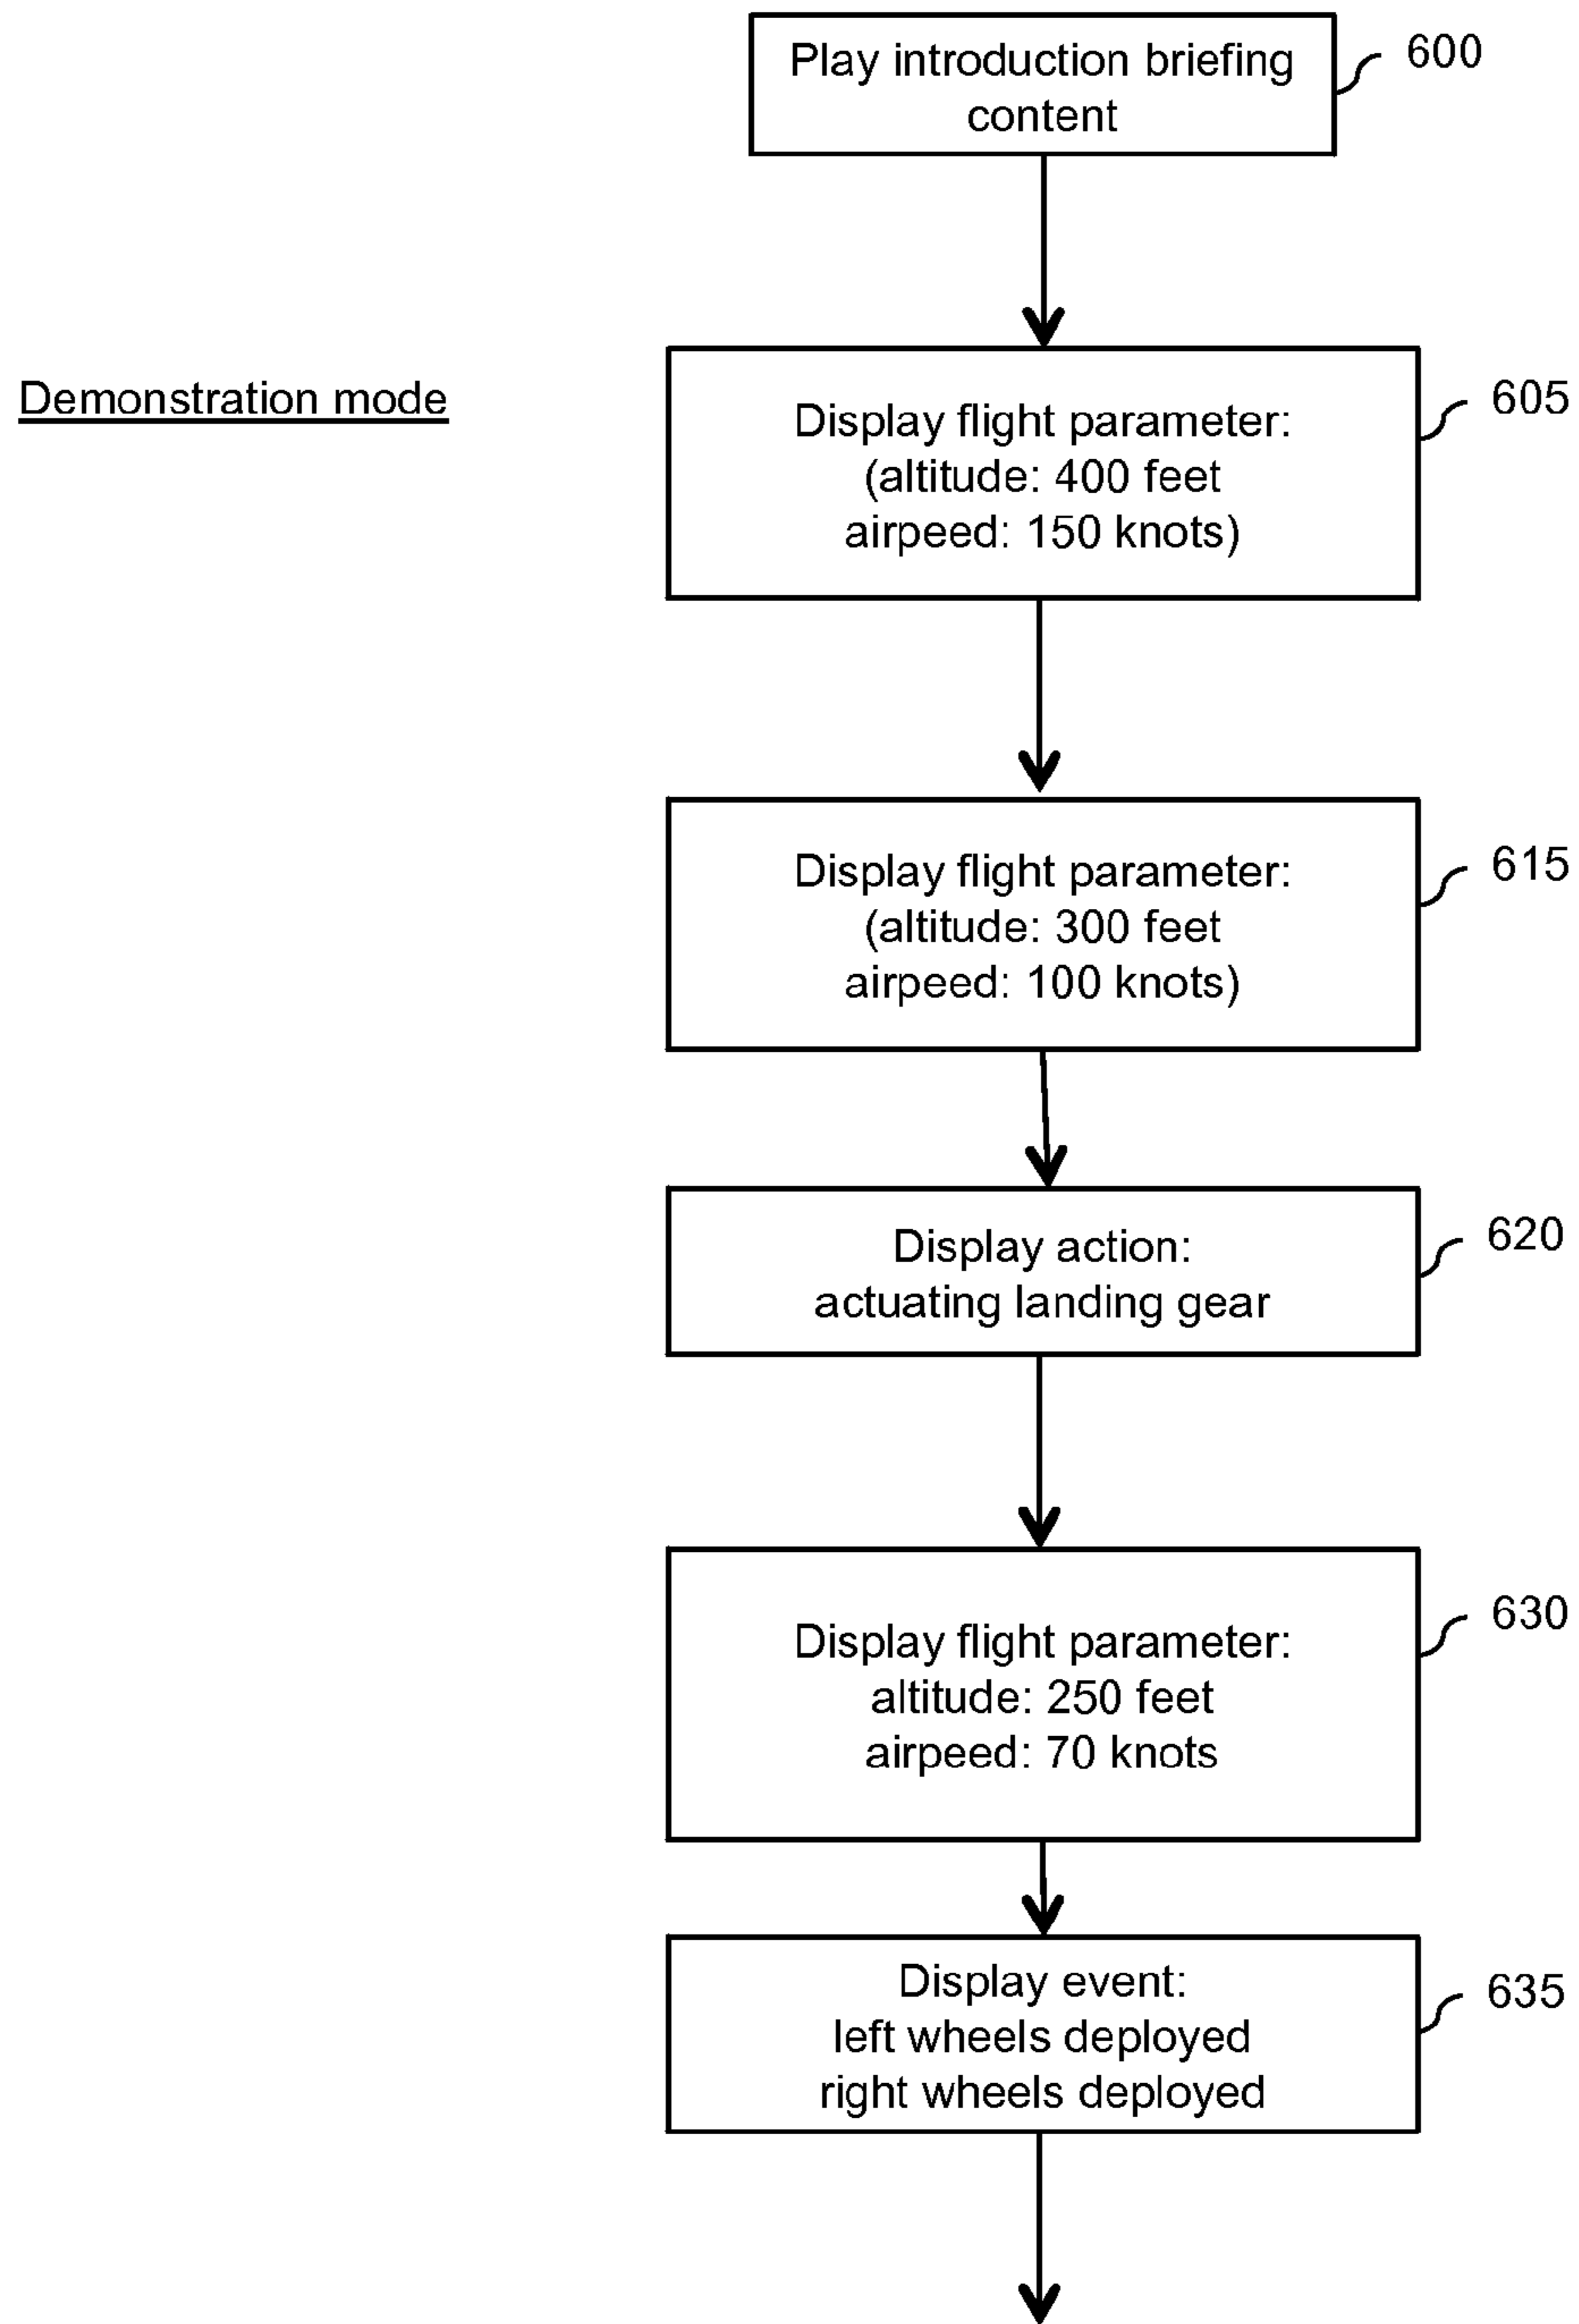 Play introduction briefing
content
600
Demonstration mode
Display flight parameter:
(altitude: 400 feet
airpeed: 150 knots)
605
Display flight parameter:
(altitude: 300 feet
airpeed: 100 knots)
615
Display action:
actuating landing gear
620
Display flight parameter:
altitude: 250 feet
airpeed: 70 knots
630
Display event:
left wheels deployed
right wheels deployed
635